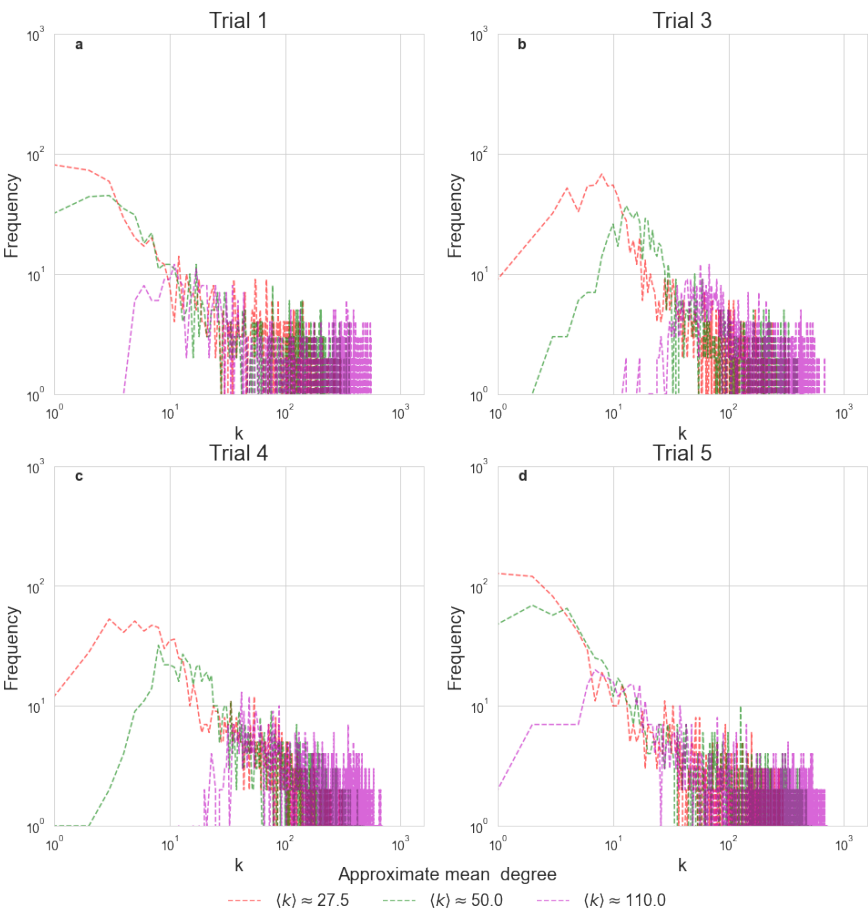 Trial 1
Trial 3
10³
a
10³
b
10²
10²
Frequency
Frequency
10¹
10¹
10⁰
10⁰
10⁰
10¹
10²
10³
10⁰
10¹
10²
10³
k
k
Trial 4
Trial 5
10³
c
10³
d
10²
10²
Frequency
Frequency
10¹
10¹
10⁰
10⁰
10⁰
10¹
10²
10³
10⁰
10¹
10²
10³
k
k
Approximate mean degree
⟨k⟩ ≈ 27.5
⟨k⟩ ≈ 50.0
⟨k⟩ ≈ 110.0